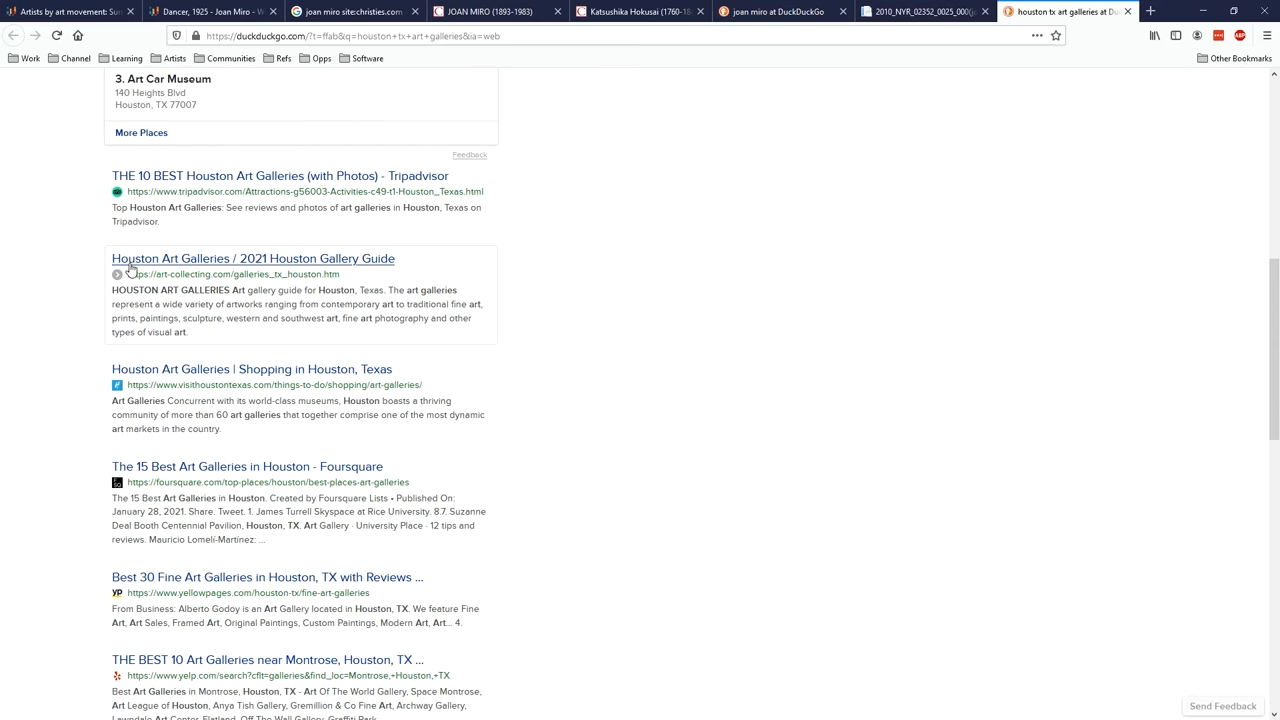 Artists by art movement: Su
Dancer, 1925 - Joan Miro - W
joan miro site:christies.com
JOAN MIRO (1893-1983)
Katsushika Hokusai (1760-18
joan miro at DuckDuckGo
2010_NYR_02352_0025_000(j
houston tx art galleries at Du
https://duckduckgo.com/?t=ffab&q=houston+tx+art+galleries&ia=web
Work Channel Learning Artists Communities Refs Opps Software Other Bookmarks
3. Art Car Museum
140 Heights Blvd
Houston, TX 77007
More Places
Feedback
THE 10 BEST Houston Art Galleries (with Photos) - Tripadvisor
https://www.tripadvisor.com/Attractions-g56003-Activities-c49-t1-Houston_Texas.html
Top Houston Art Galleries: See reviews and photos of art galleries in Houston, Texas on
Tripadvisor.
Houston Art Galleries / 2021 Houston Gallery Guide
ps://art-collecting.com/galleries_tx_houston.htm
HOUSTON ART GALLERIES Art gallery guide for Houston, Texas. The art galleries
represent a wide variety of artworks ranging from contemporary art to traditional fine art,
prints, paintings, sculpture, western and southwest art, fine art photography and other
types of visual art.
Houston Art Galleries | Shopping in Houston, Texas
https://www.visithoustontexas.com/things-to-do/shopping/art-galleries/
Art Galleries Concurrent with its world-class museums, Houston boasts a thriving
community of more than 60 art galleries that together comprise one of the most dynamic
art markets in the country.
The 15 Best Art Galleries in Houston - Foursquare
https://foursquare.com/top-places/houston/best-places-art-galleries
The 15 Best Art Galleries in Houston. Created by Foursquare Lists • Published On:
January 28, 2021. Share. Tweet. 1. James Turrell Skyspace at Rice University. 8.7. Suzanne
Deal Booth Centennial Pavilion, Houston, TX. Art Gallery · University Place · 12 tips and
reviews. Mauricio Lomelí-Martínez: ...
Best 30 Fine Art Galleries in Houston, TX with Reviews ...
yp https://www.yellowpages.com/houston-tx/fine-art-galleries
From Business: Alberto Godoy is an Art Gallery located in Houston, TX. We feature Fine
Art, Art Sales, Framed Art, Original Paintings, Custom Paintings, Modern Art, Art... 4.
THE BEST 10 Art Galleries near Montrose, Houston, TX ...
https://www.yelp.com/search?cflt=galleries&find_loc=Montrose,+Houston,+TX
Best Art Galleries in Montrose, Houston, TX - Art Of The World Gallery, Space Montrose,
Art League of Houston, Anya Tish Gallery, Gremillion & Co Fine Art, Archway Gallery,
Lawndale Art Center, Flatland, Off The Wall Gallery, Graffiti Park
Send Feedback